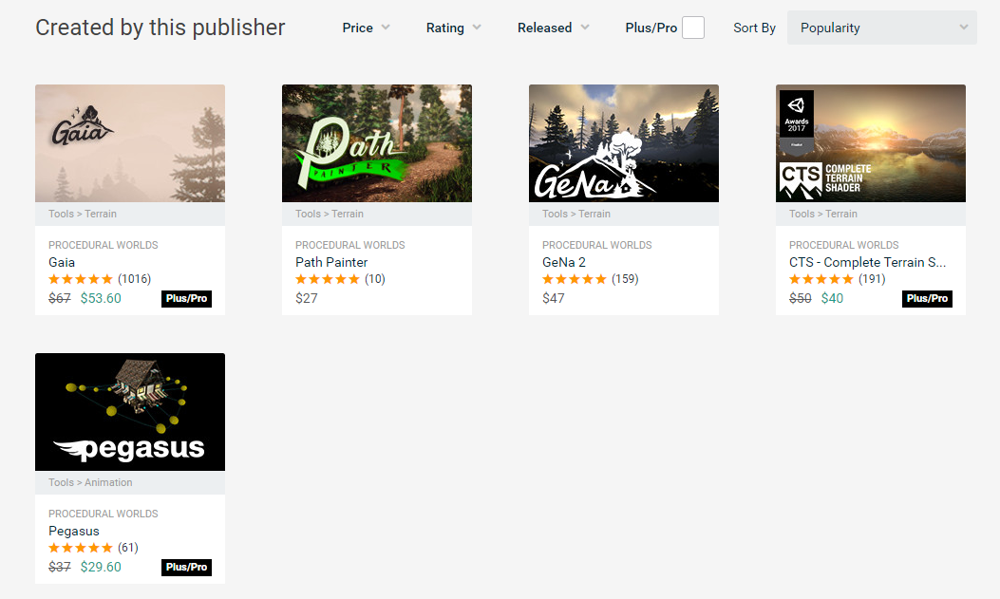 Created by this publisher
Price
Rating
Released
Plus/Pro
Sort By
Popularity
Gaia
Tools > Terrain
PROCEDURAL WORLDS
Gaia
(1016)
$67 $53.60
Plus/Pro
Path
PAINTER
Tools > Terrain
PROCEDURAL WORLDS
Path Painter
(10)
$27
GeNa
Tools > Terrain
PROCEDURAL WORLDS
GeNa 2
(159)
$47
Awards
2017
CTS
COMPLETE
TERRAIN
SHADER
Tools > Terrain
PROCEDURAL WORLDS
CTS - Complete Terrain S...
(191)
$50 $40
Plus/Pro
pegasus
Tools > Animation
PROCEDURAL WORLDS
Pegasus
(61)
$37 $29.60
Plus/Pro